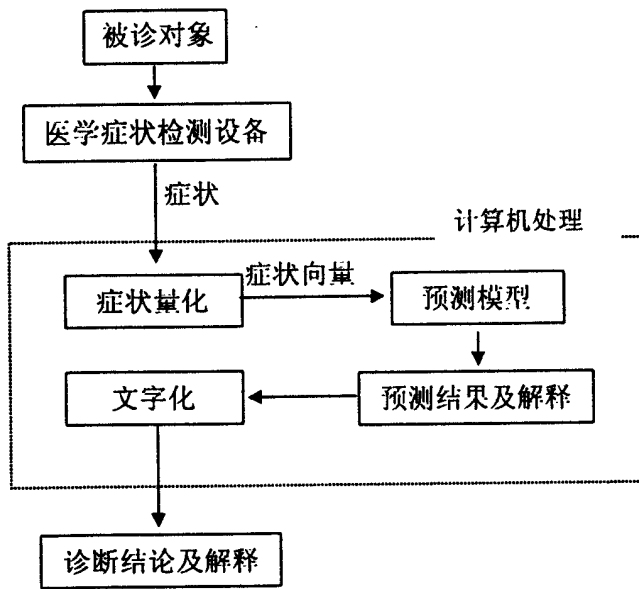 被诊对象
医学症状检测设备
症状
计算机处理
症状量化
症状向量
预测模型
文字化
预测结果及解释
诊断结论及解释